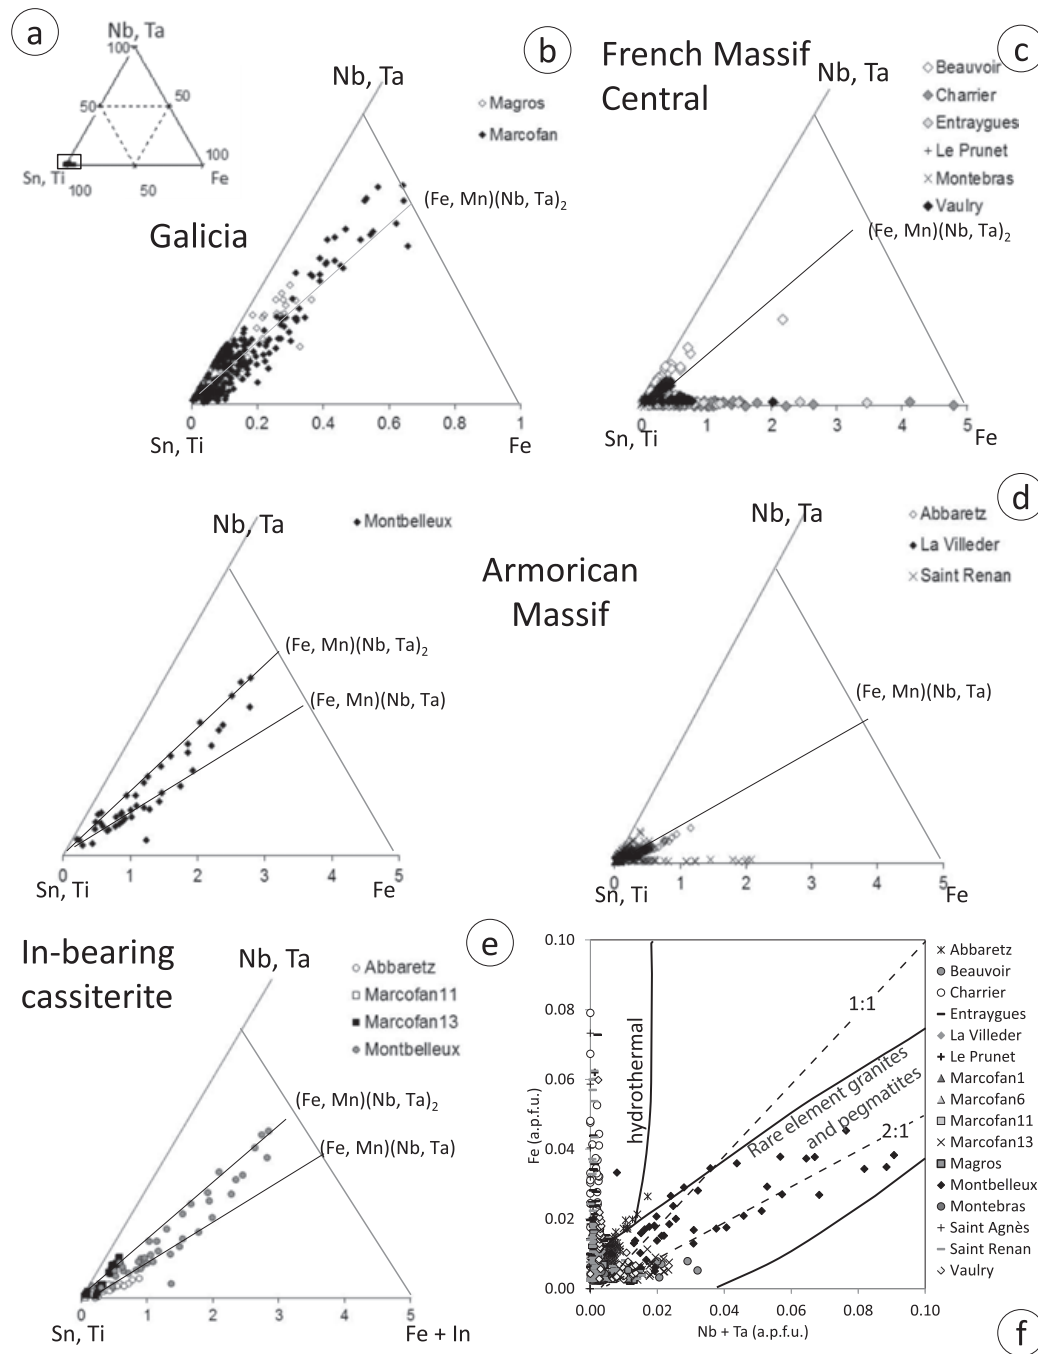 a
Nb, Ta
100
50
50
100
Sn, Ti
100
50
Fe
b
Nb, Ta
Magros
Marcofan
(Fe, Mn)(Nb, Ta)2
Galicia
0
0.2
0.4
0.6
0.8
1
Sn, Ti
Fe
French Massif
Central
c
Nb, Ta
Beauvoir
Charrier
Entraygues
Le Prunet
Montebras
Vaulry
(Fe, Mn)(Nb, Ta)2
0
1
2
3
4
5
Sn, Ti
Fe
Nb, Ta
Montbelleux
(Fe, Mn)(Nb, Ta)2
(Fe, Mn)(Nb, Ta)
0
1
2
3
4
5
Sn, Ti
Fe
Armorican
Massif
d
Nb, Ta
Abbaretz
La Villeder
Saint Renan
(Fe, Mn)(Nb, Ta)
0
1
2
3
4
5
Sn, Ti
Fe
In-bearing
cassiterite
e
Nb, Ta
Abbaretz
Marcofan11
Marcofan13
Montbelleux
(Fe, Mn)(Nb, Ta)2
(Fe, Mn)(Nb, Ta)
0
1
2
3
4
5
Sn, Ti
Fe + In
0.10
0.08
0.06
0.04
0.02
0.00
Fe (a.p.f.u.)
hydrothermal
1:1
Rare element granites
and pegmatites
2:1
0.00
0.02
0.04
0.06
0.08
0.10
Nb + Ta (a.p.f.u.)
Abbaretz
Beauvoir
Charrier
Entraygues
La Villeder
Le Prunet
Marcofan1
Marcofan6
Marcofan11
Marcofan13
Magros
Montbelleux
Montebras
Saint Agnès
Saint Renan
Vaulry
f